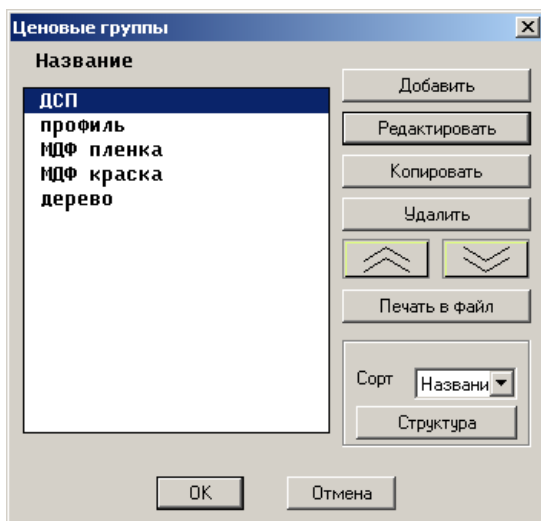 Ценовые группы
Название
ДСП
профиль
МДФ пленка
МДФ краска
дерево
Добавить
Редактировать
Копировать
Удалить
Печать в файл
Сорт
Названи
Структура
OK
Отмена